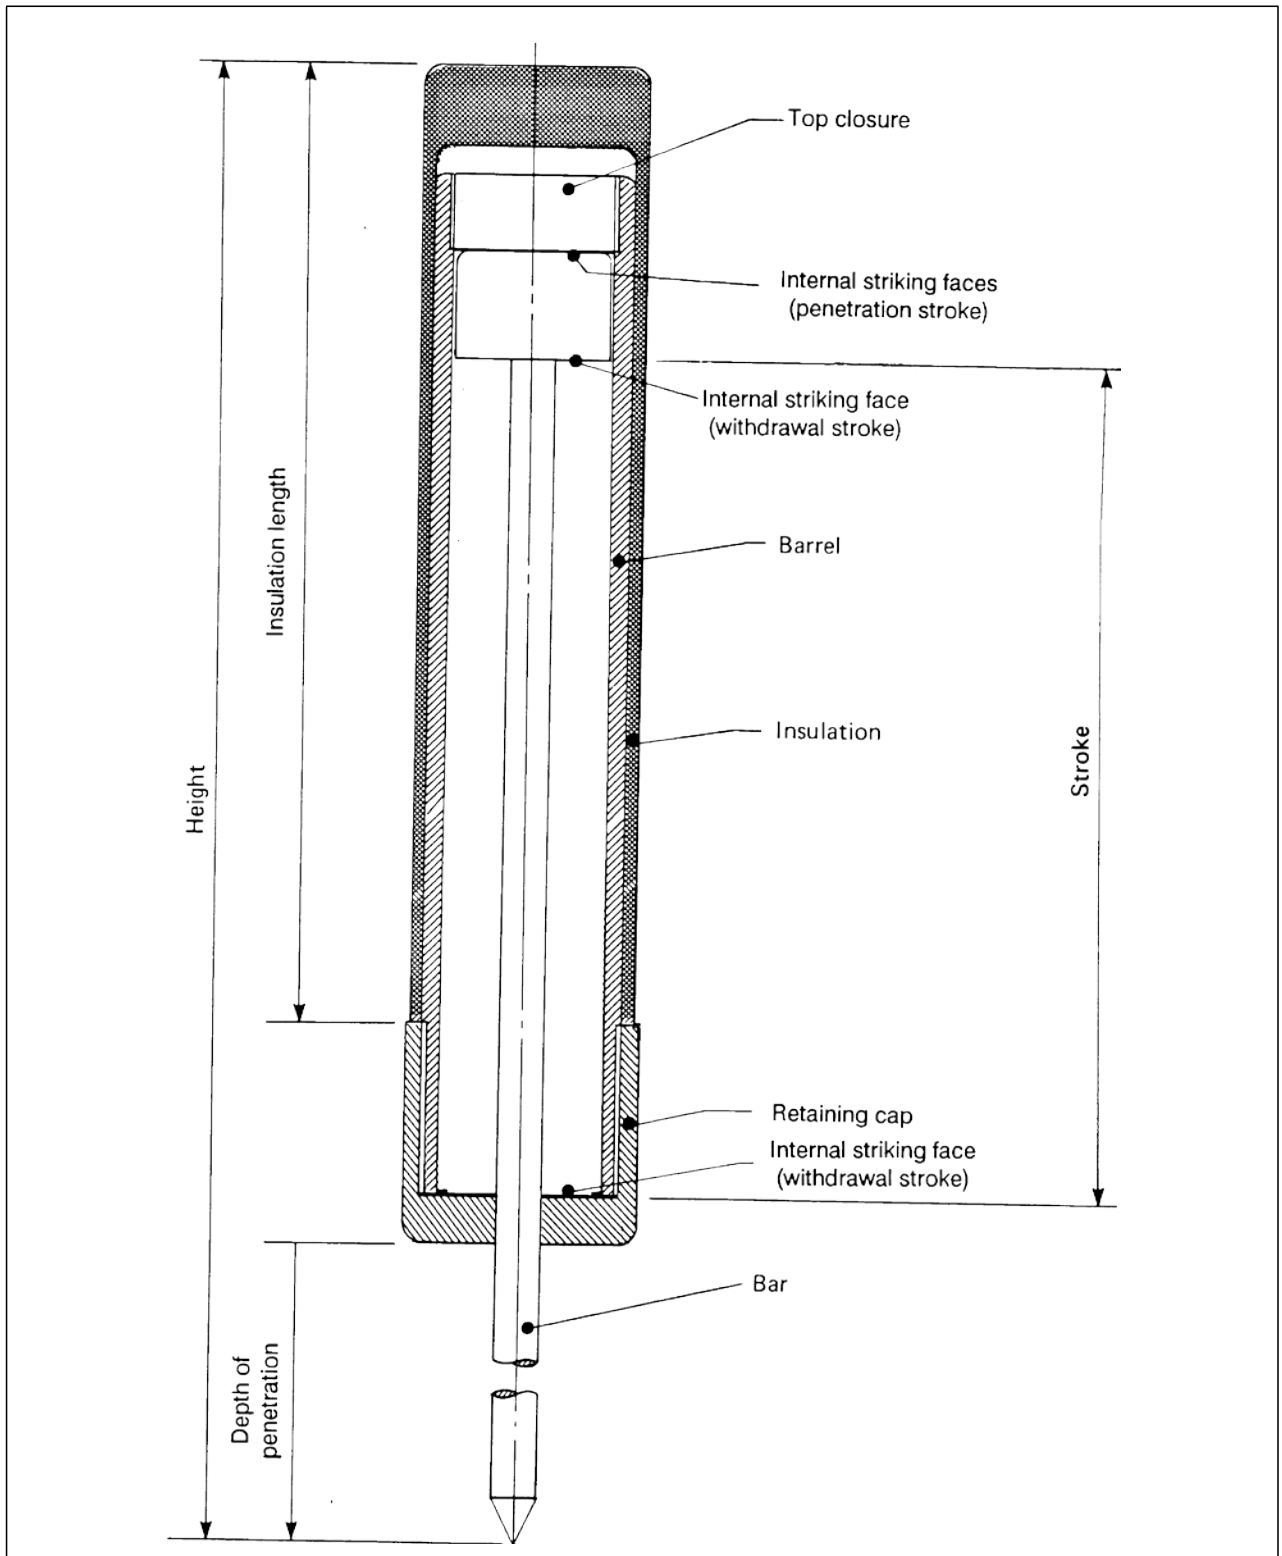 Top closure
Internal striking faces
(penetration stroke)
Internal striking face
(withdrawal stroke)
Insulation length
Barrel
Insulation
Height
Stroke
Retaining cap
Internal striking face
(withdrawal stroke)
Bar
Depth of
penetration